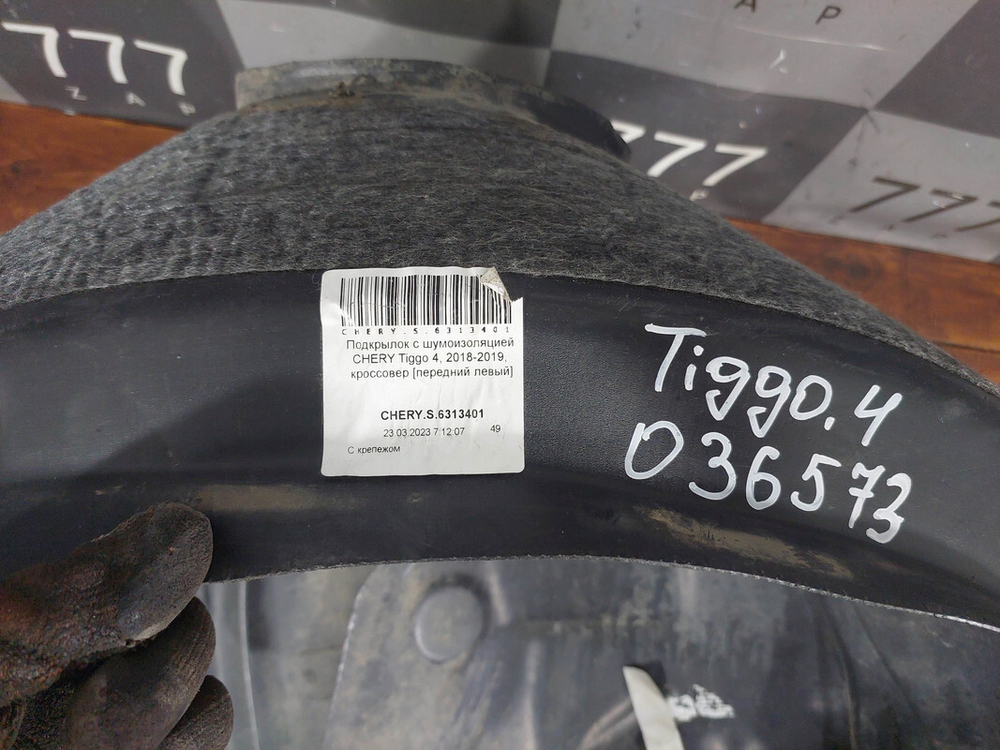 A P
777
Z A P
777
P
777
CHERY.S.6313401
Подкрылок с шумоизоляцией
CHERY Tiggo 4, 2018-2019,
кроссовер [передний левый]
CHERY.S.6313401
23.03.2023 7:12:07 49
С крепежом
Tiggo.4
036573